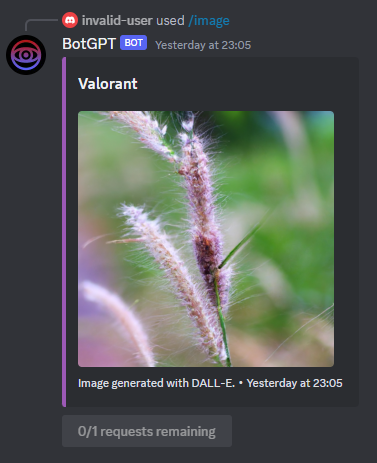 invalid-user used /image
BotGPT BOT Yesterday at 23:05
Valorant
Image generated with DALL-E. • Yesterday at 23:05
0/1 requests remaining